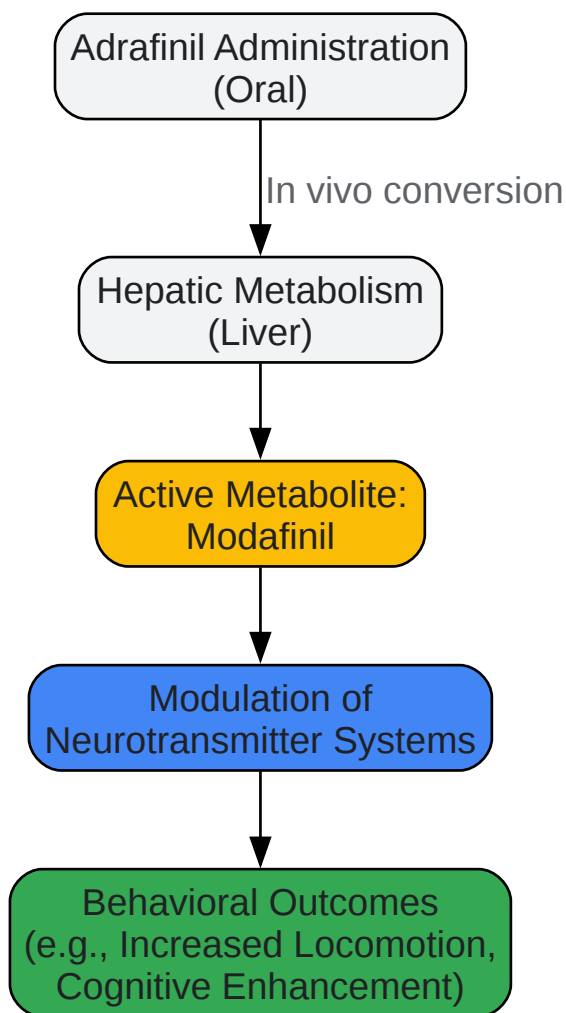 Adrafinil Administration
(Oral)
In vivo conversion
Hepatic Metabolism
(Liver)
Active Metabolite:
Modafinil
Modulation of
Neurotransmitter Systems
Behavioral Outcomes
(e.g., Increased Locomotion,
Cognitive Enhancement)